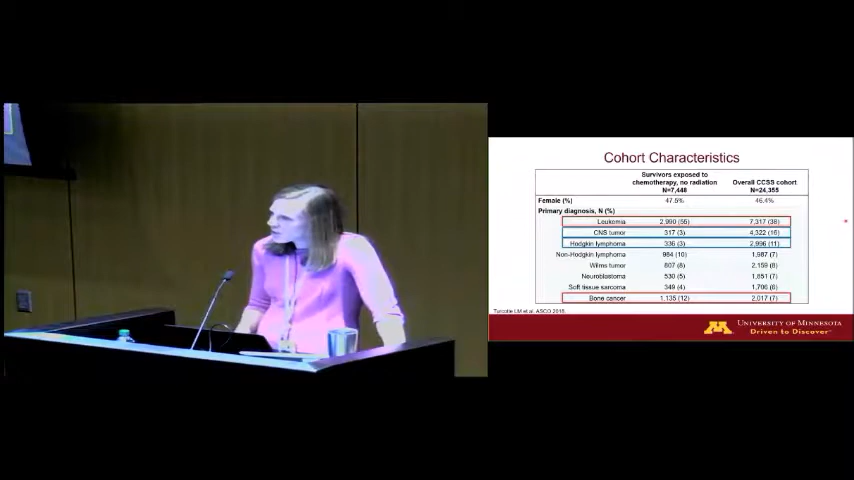 Cohort Characteristics
Survivors exposed to chemotherapy, no radiation N=7,448 Overall CCSS cohort N=24,355
Female (%) 47.5% 46.4%
Primary diagnosis, N (%)
Leukemia 2,990 (55) 7,317 (38)
CNS tumor 317 (3) 4,322 (15)
Hodgkin lymphoma 336 (3) 2,996 (11)
Non-Hodgkin lymphoma 984 (10) 1,987 (7)
Wilms tumor 807 (8) 2,159 (8)
Neuroblastoma 530 (5) 1,851 (7)
Soft tissue sarcoma 349 (4) 1,706 (6)
Bone cancer 1,135 (12) 2,017 (7)
Turcotte LM et al. ASCO 2018.
University of Minnesota
Driven to Discover